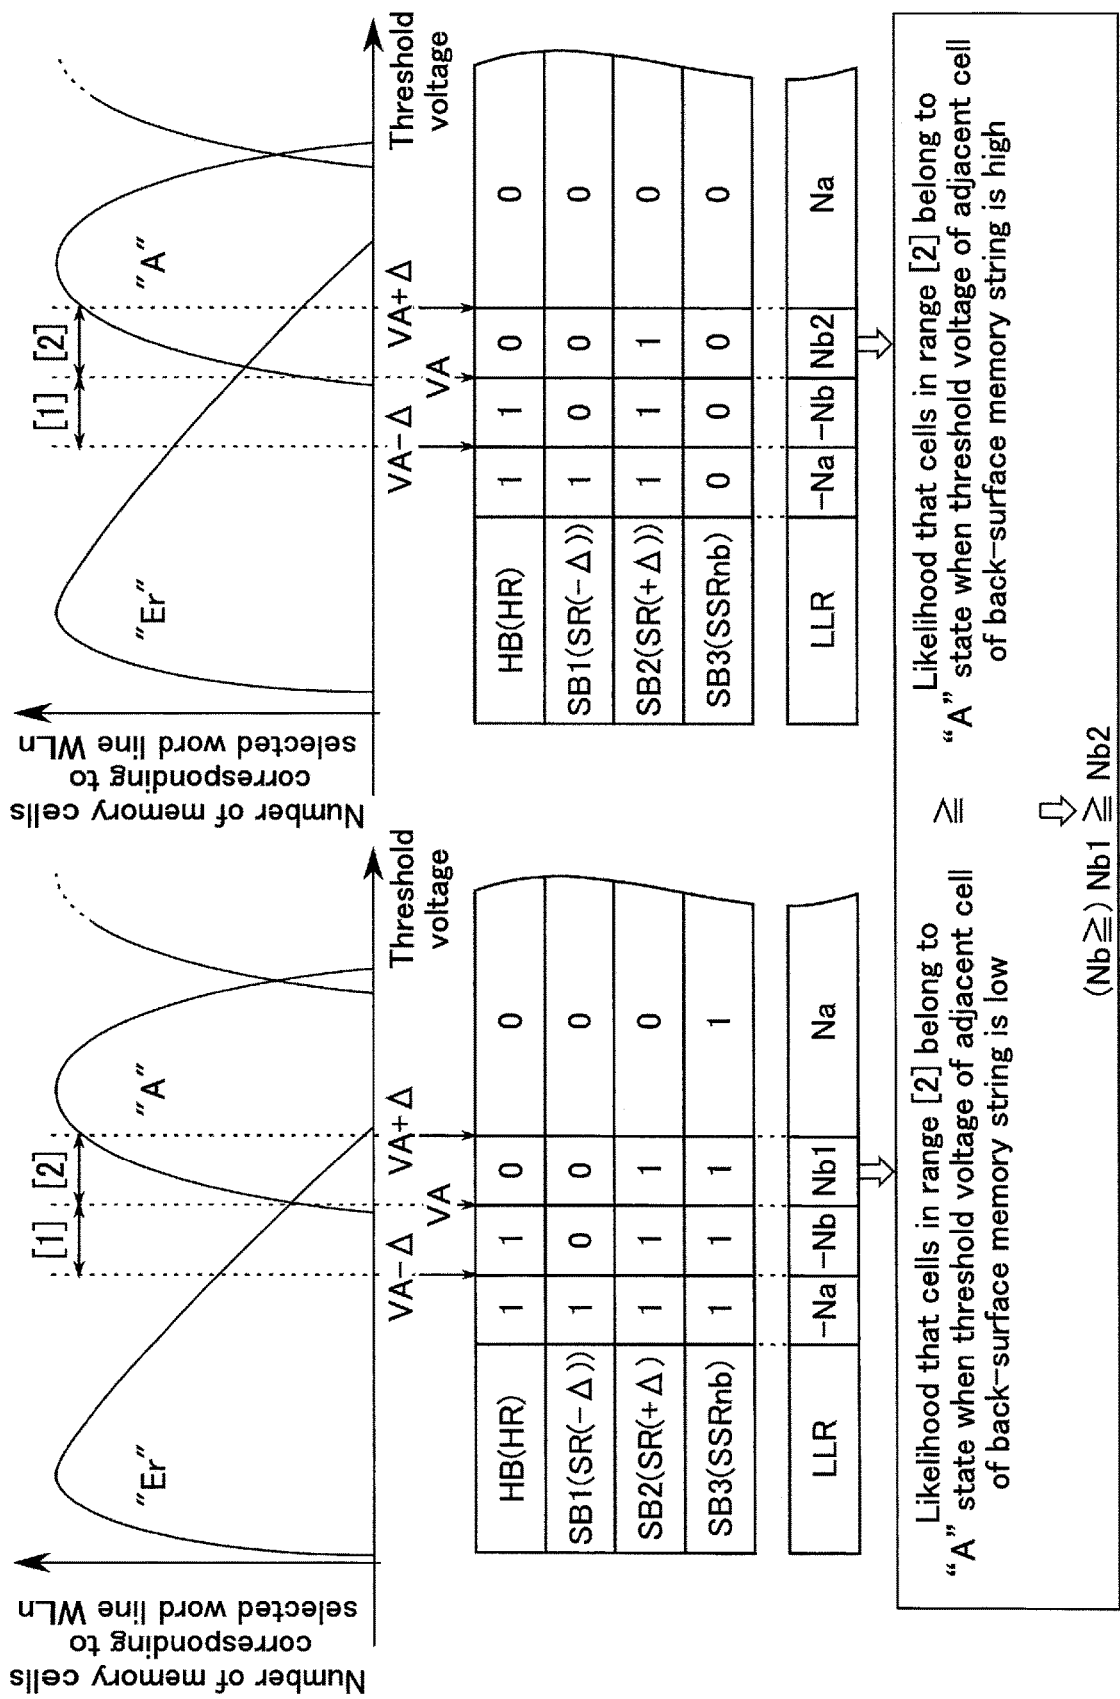 Number of memory cells
corresponding to
selected word line WLn
"Er"
"A"
[1]
[2]
VA−Δ
VA
VA+Δ
Threshold
voltage
HB(HR) 1 1 0 0
SB1(SR(−Δ)) 1 0 0 0
SB2(SR(+Δ) 1 1 1 0
SB3(SSRnb) 1 1 1 1
LLR −Na −Nb Nb1 Na
Number of memory cells
corresponding to
selected word line WLn
"Er"
"A"
[1]
[2]
VA−Δ
VA
VA+Δ
Threshold
voltage
HB(HR) 1 1 0 0
SB1(SR(−Δ)) 1 0 0 0
SB2(SR(+Δ)) 1 1 1 0
SB3(SSRnb) 0 0 0 0
LLR −Na −Nb Nb2 Na
Likelihood that cells in range [2] belong to
“A” state when threshold voltage of adjacent cell
of back-surface memory string is low
≧
Likelihood that cells in range [2] belong to
“A” state when threshold voltage of adjacent cell
of back-surface memory string is high
(Nb≧) Nb1 ≧ Nb2